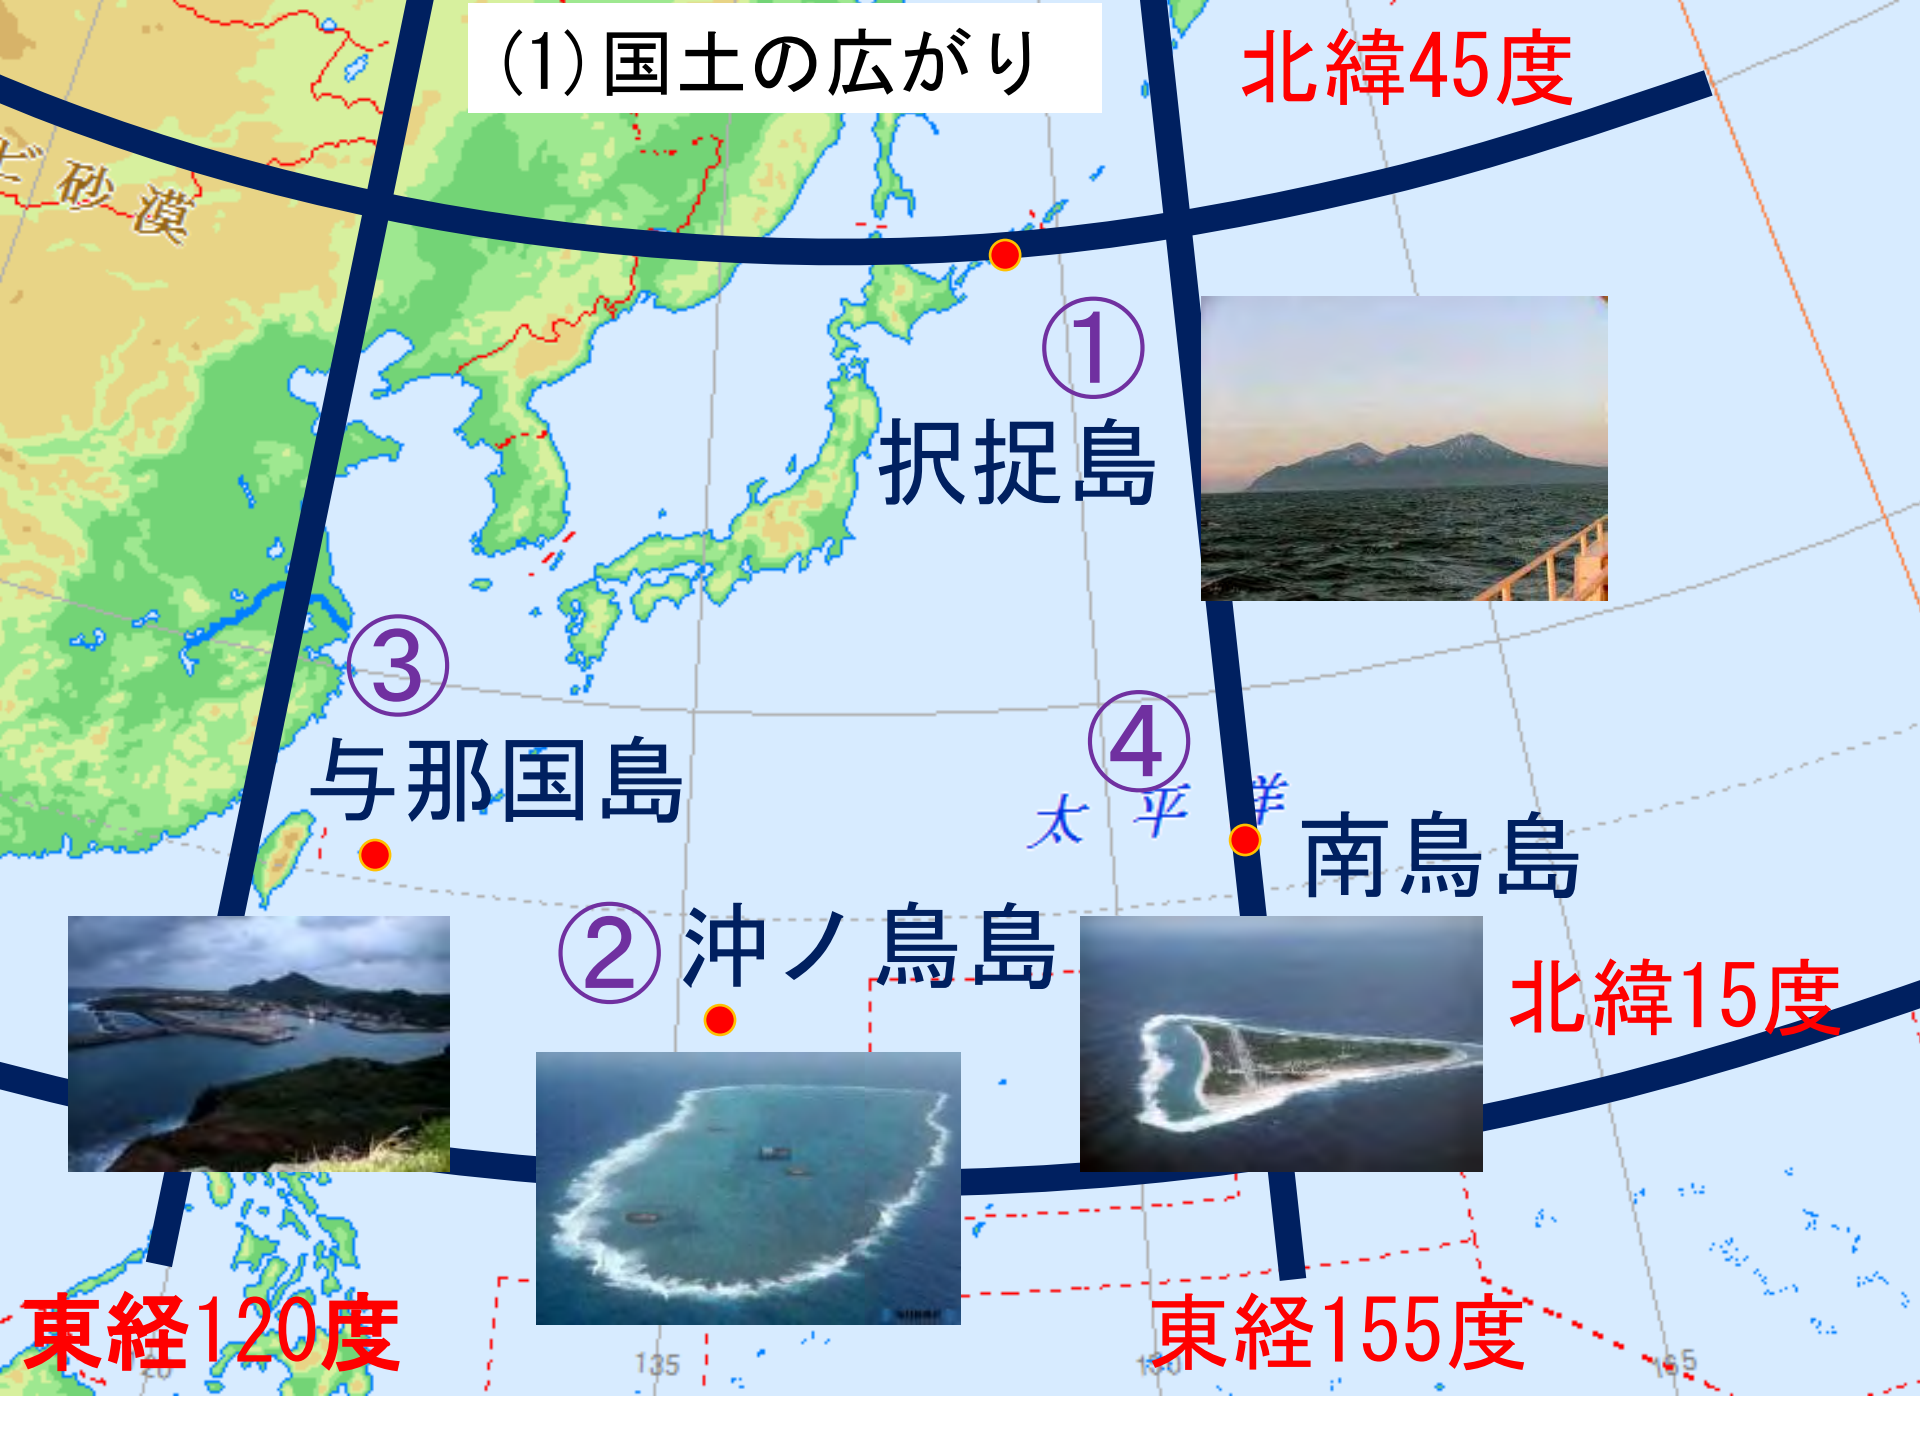 (1)国土の広がり
北緯45度
ビ砂漠
①
択捉島
③
与那国島
④
太平洋
南鳥島
②沖ノ鳥島
北緯15度
東経120度
東経155度
135